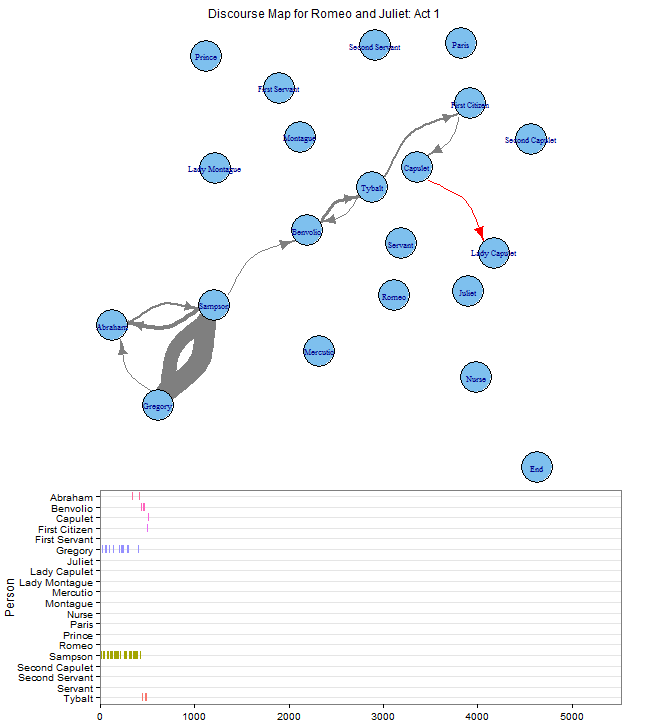 Discourse Map for Romeo and Juliet: Act 1
Prince
Second Servant
Paris
First Servant
First Citizen
Montague
Second Capulet
Lady Montague
Capulet
Tybalt
Benvolio
Servant
Lady Capulet
Romeo
Juliet
Sampson
Abraham
Mercutio
Nurse
Gregory
End
Person
Abraham
Benvolio
Capulet
First Citizen
First Servant
Gregory
Juliet
Lady Capulet
Lady Montague
Mercutio
Montague
Nurse
Paris
Prince
Romeo
Sampson
Second Capulet
Second Servant
Servant
Tybalt
0 1000 2000 3000 4000 5000